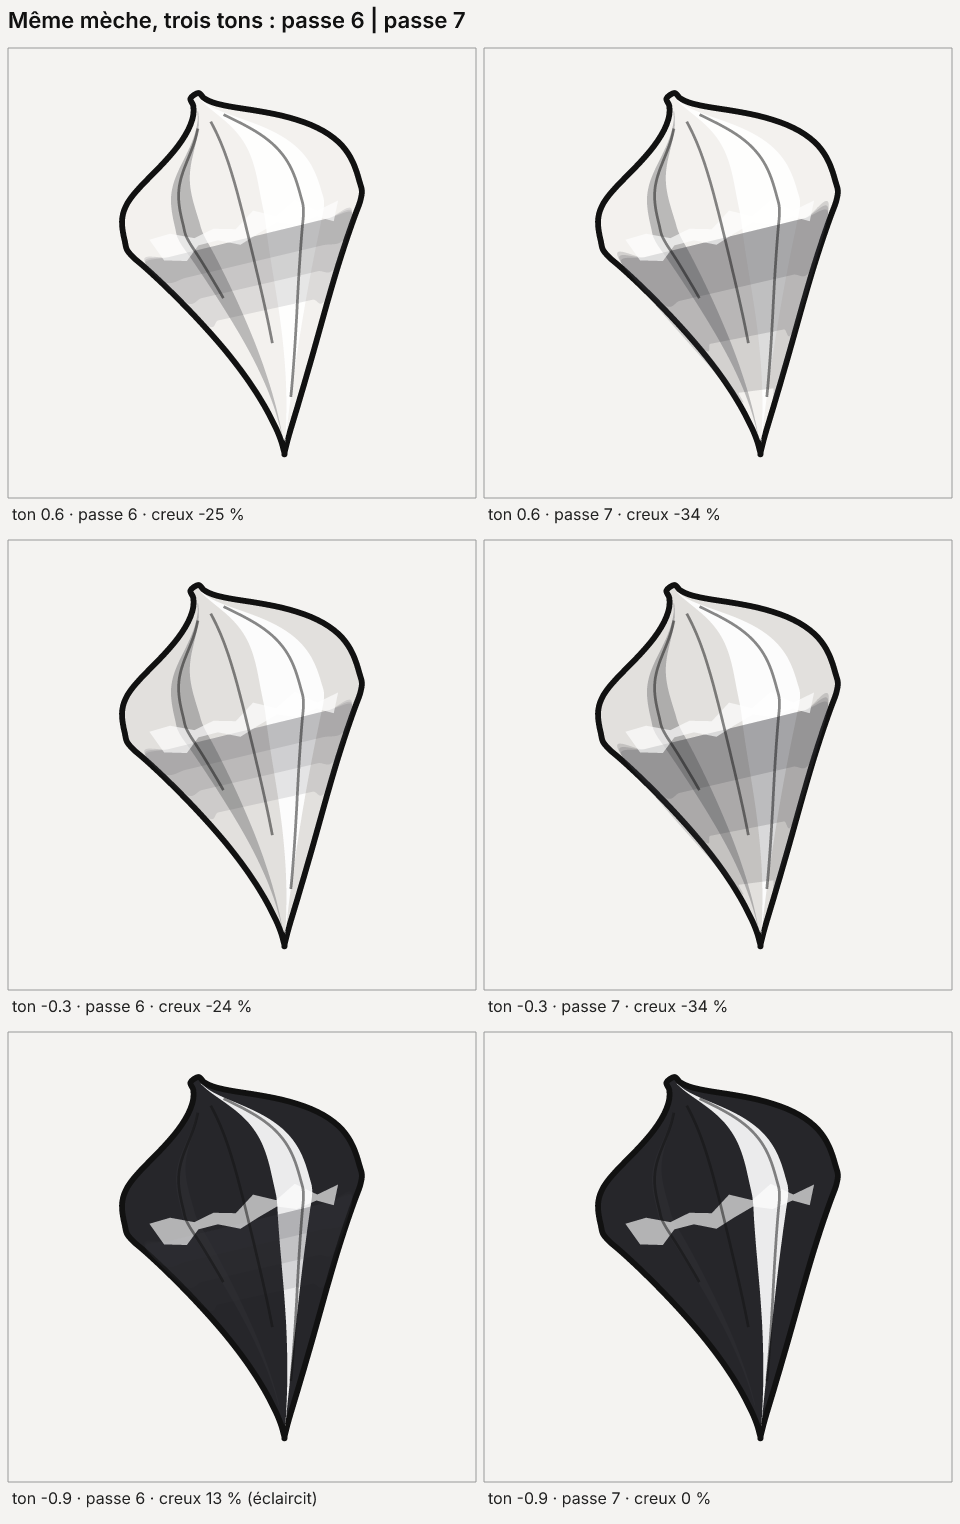 Même mèche, trois tons : passe 6 | passe 7
ton 0.6 · passe 6 · creux -25 %
ton 0.6 · passe 7 · creux -34 %
ton -0.3 · passe 6 · creux -24 %
ton -0.3 · passe 7 · creux -34 %
ton -0.9 · passe 6 · creux 13 % (éclaircit)
ton -0.9 · passe 7 · creux 0 %